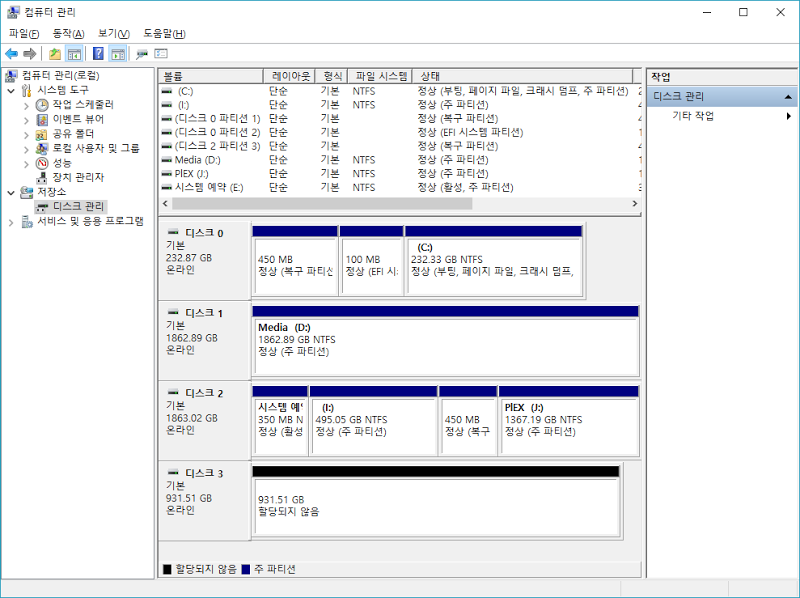 컴퓨터 관리
파일(F) 동작(A) 보기(V) 도움말(H)
컴퓨터 관리(로컬)
시스템 도구
작업 스케줄러
이벤트 뷰어
공유 폴더
로컬 사용자 및 그룹
성능
장치 관리자
저장소
디스크 관리
서비스 및 응용 프로그램
볼륨 레이아웃 형식 파일 시스템 상태
(C:) 단순 기본 NTFS 정상 (부팅, 페이지 파일, 크래시 덤프, 주 파티션)
(I:) 단순 기본 NTFS 정상 (주 파티션)
(디스크 0 파티션 1) 단순 기본 정상 (복구 파티션)
(디스크 0 파티션 2) 단순 기본 정상 (EFI 시스템 파티션)
(디스크 2 파티션 3) 단순 기본 정상 (복구 파티션)
Media (D:) 단순 기본 NTFS 정상 (주 파티션)
PlEX (J:) 단순 기본 NTFS 정상 (주 파티션)
시스템 예약 (E:) 단순 기본 NTFS 정상 (활성, 주 파티션)
디스크 0
기본
232.87 GB
온라인
450 MB
정상 (복구 파티션
100 MB
정상 (EFI 시
(C:)
232.33 GB NTFS
정상 (부팅, 페이지 파일, 크래시 덤프,
디스크 1
기본
1862.89 GB
온라인
Media (D:)
1862.89 GB NTFS
정상 (주 파티션)
디스크 2
기본
1863.02 GB
온라인
시스템 예
350 MB N
정상 (활성
(I:)
495.05 GB NTFS
정상 (주 파티션)
450 MB
정상 (복구
PlEX (J:)
1367.19 GB NTFS
정상 (주 파티션)
디스크 3
기본
931.51 GB
온라인
931.51 GB
할당되지 않음
할당되지 않음 주 파티션
작업
디스크 관리
기타 작업